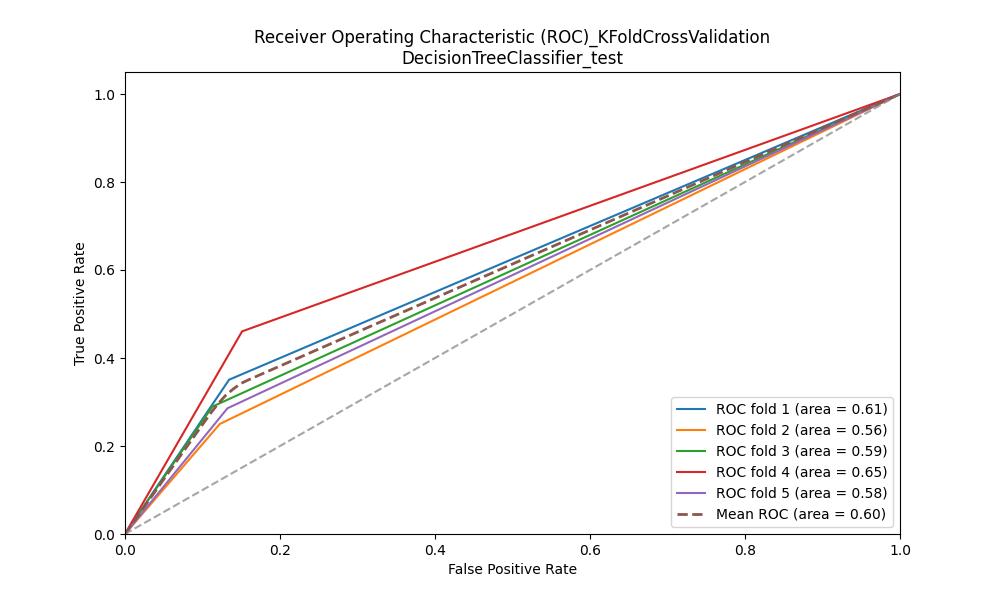 Receiver Operating Characteristic (ROC)_KFoldCrossValidation
DecisionTreeClassifier_test
True Positive Rate
1.0
0.8
0.6
0.4
0.2
0.0
0.0 0.2 0.4 0.6 0.8 1.0
False Positive Rate
ROC fold 1 (area = 0.61)
ROC fold 2 (area = 0.56)
ROC fold 3 (area = 0.59)
ROC fold 4 (area = 0.65)
ROC fold 5 (area = 0.58)
Mean ROC (area = 0.60)